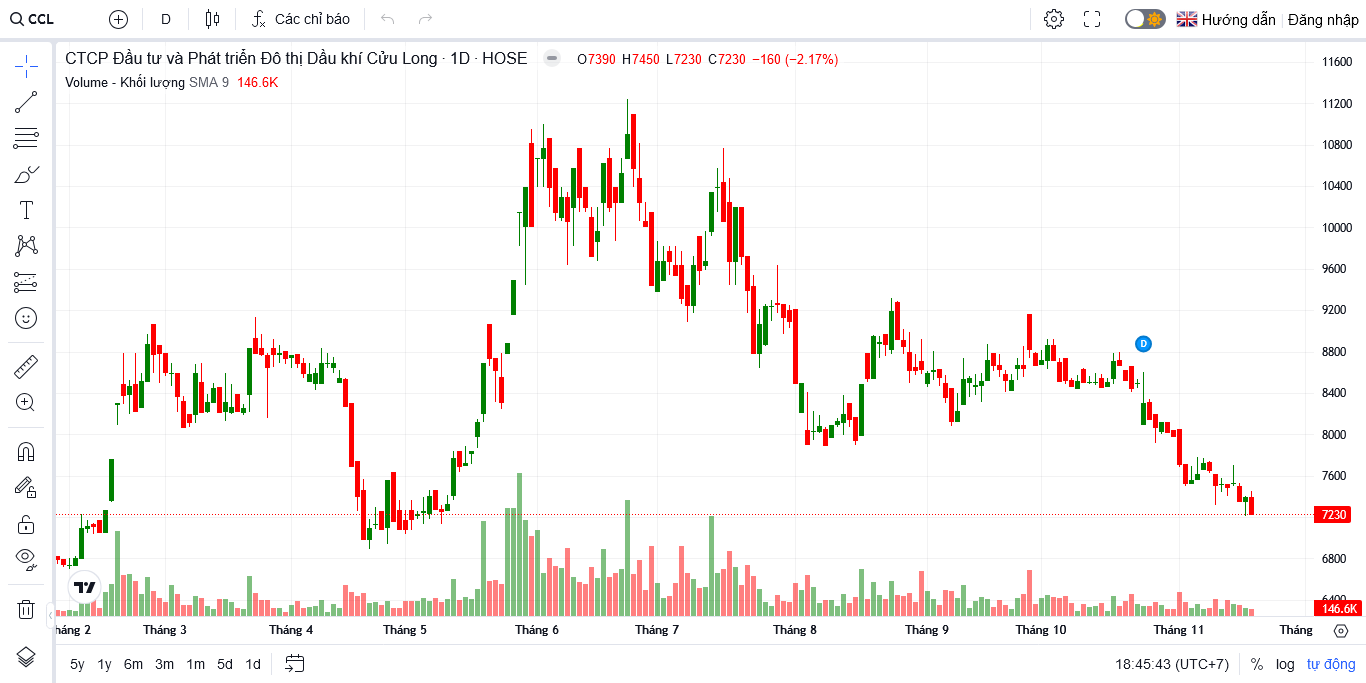 CCL D Các chỉ báo Hướng dẫn Đăng nhập
CTCP Đầu tư và Phát triển Đô thị Dầu khí Cửu Long · 1D · HOSE O7390 H7450 L7230 C7230 −160 (−2.17%)
Volume - Khối lượng SMA 9 146.6K
11600
11200
10800
10400
10000
9600
9200
8800
D
8400
8000
7600
7230
6800
6400
146.6K
háng 2 Tháng 3 Tháng 4 Tháng 5 Tháng 6 Tháng 7 Tháng 8 Tháng 9 Tháng 10 Tháng 11 Tháng
5y 1y 6m 3m 1m 5d 1d 18:45:43 (UTC+7) % log tự động